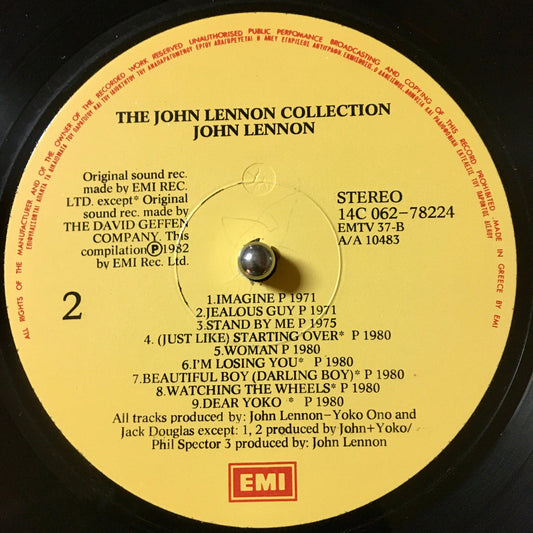 ALL RIGHTS OF THE MANUFACTURER AND OF THE OWNER OF THE RECORDED WORK RESERVED UNAUTHORISED PUBLIC PERFOMANCE BROADCASTING AND COPYING OF THIS RECORD PROHIBITED MADE IN GREECE BY EMI
THE JOHN LENNON COLLECTION
JOHN LENNON
Original sound rec.
made by EMI REC.
LTD. except* Original
sound rec. made by
THE DAVID GEFFEN
COMPANY. This
compilation ℗ 1982
by EMI Rec. Ltd.
STEREO
14C 062-78224
EMTV 37-B
A/A 10483
2
1.IMAGINE P 1971
2.JEALOUS GUY P 1971
3.STAND BY ME P 1975
4. (JUST LIKE) STARTING OVER* P 1980
5.WOMAN P 1980
6.I'M LOSING YOU* P 1980
7.BEAUTIFUL BOY (DARLING BOY)* P 1980
8.WATCHING THE WHEELS* P 1980
9.DEAR YOKO * P 1980
All tracks produced by: John Lennon-Yoko Ono and
Jack Douglas except: 1, 2 produced by John+Yoko/
Phil Spector 3 produced by: John Lennon
EMI